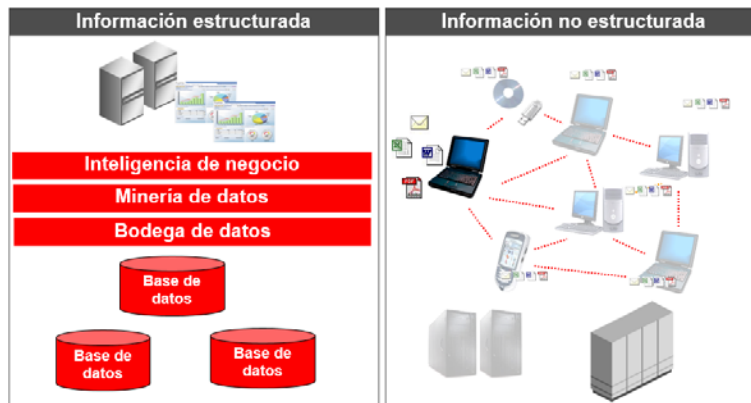 Información estructurada
Inteligencia de negocio
Minería de datos
Bodega de datos
Base de
datos
Base de
datos
Base de
datos
Información no estructurada